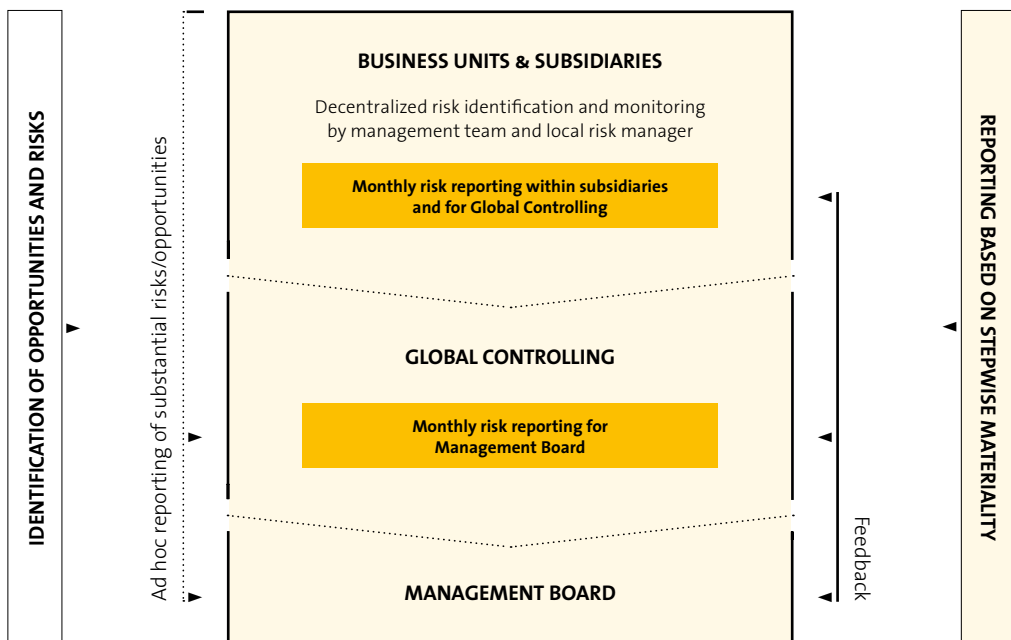 IDENTIFICATION OF OPPORTUNITIES AND RISKS
Ad hoc reporting of substantial risks/opportunities
BUSINESS UNITS & SUBSIDIARIES
Decentralized risk identification and monitoring
by management team and local risk manager
Monthly risk reporting within subsidiaries
and for Global Controlling
GLOBAL CONTROLLING
Monthly risk reporting for
Management Board
MANAGEMENT BOARD
Feedback
REPORTING BASED ON STEPWISE MATERIALITY